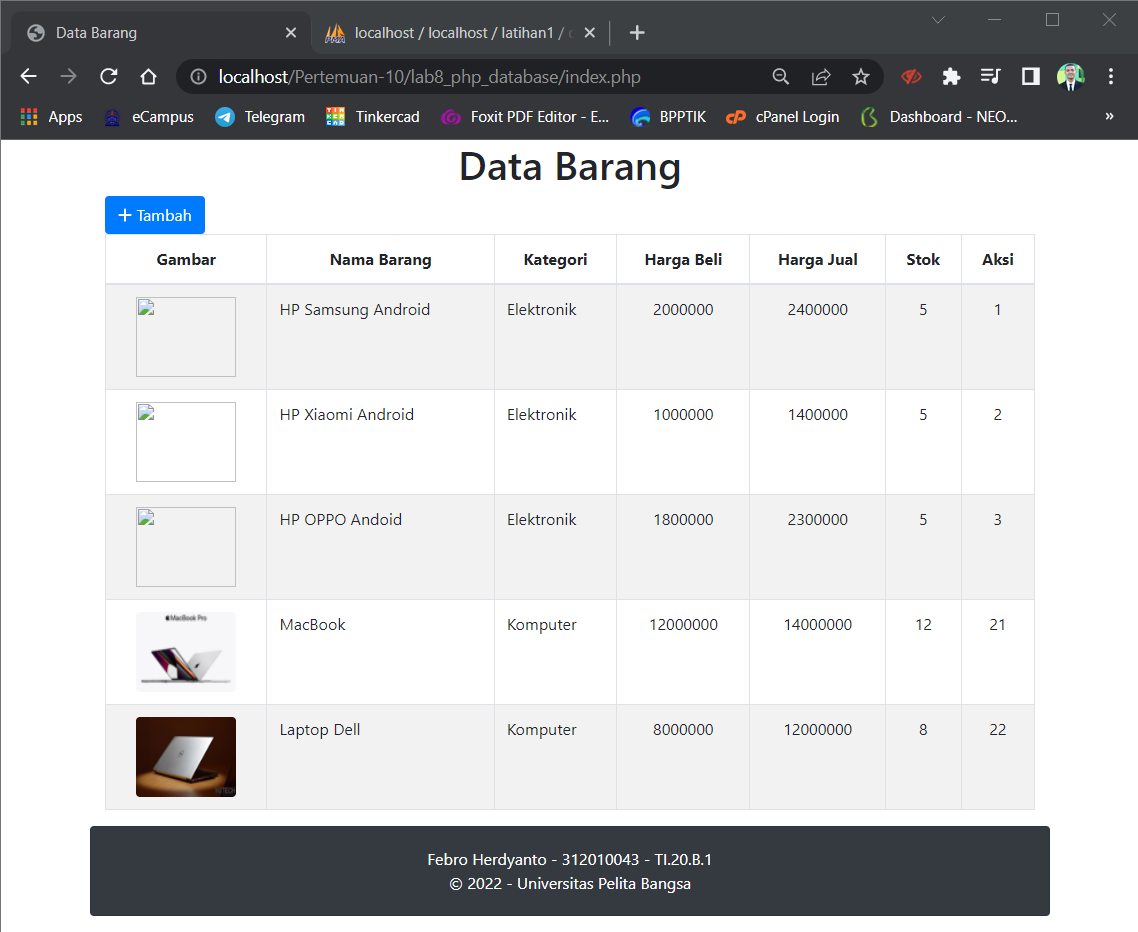 Data Barang
localhost / localhost / latihan1 /
localhost/Pertemuan-10/lab8_php_database/index.php
Apps eCampus Telegram Tinkercad Foxit PDF Editor - E... BPPTIK cPanel Login Dashboard - NEO... »
Data Barang
+ Tambah
Gambar Nama Barang Kategori Harga Beli Harga Jual Stok Aksi
HP Samsung Android Elektronik 2000000 2400000 5 1
HP Xiaomi Android Elektronik 1000000 1400000 5 2
HP OPPO Andoid Elektronik 1800000 2300000 5 3
MacBook Pro
MacBook Komputer 12000000 14000000 12 21
Laptop Dell Komputer 8000000 12000000 8 22
Febro Herdyanto - 312010043 - TI.20.B.1
© 2022 - Universitas Pelita Bangsa